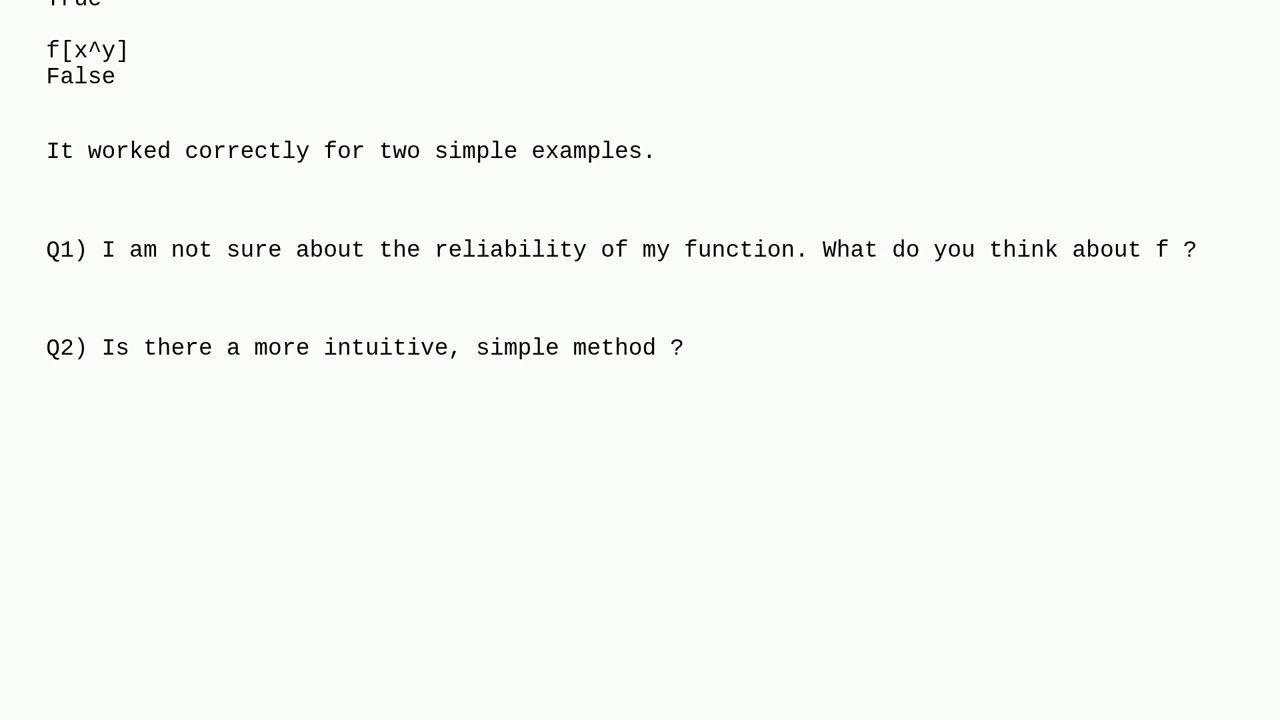 True
f[x^y]
False
It worked correctly for two simple examples.
Q1) I am not sure about the reliability of my function. What do you think about f ?
Q2) Is there a more intuitive, simple method ?